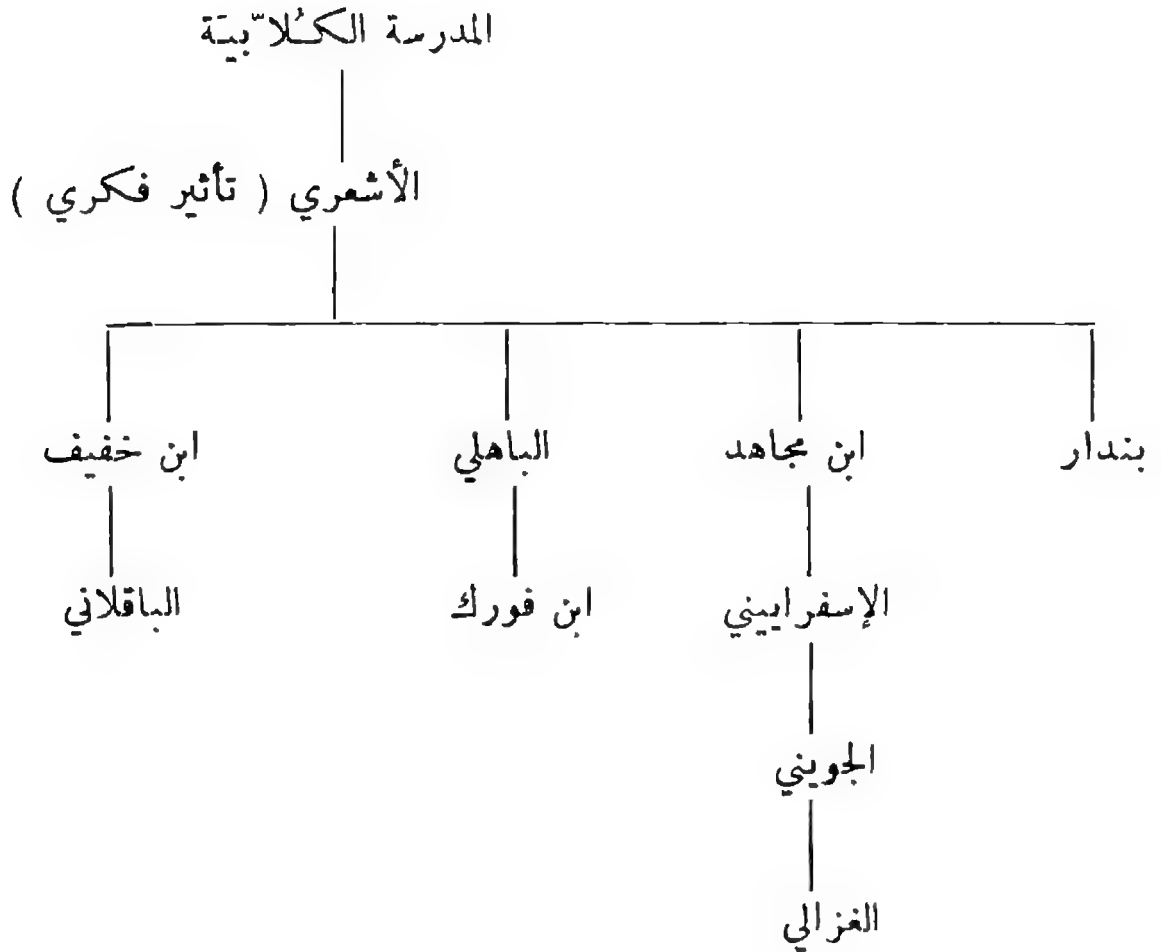 المدرسة الكُلاّبيَة
الأشعري ( تأثير فكري )
بندار ابن مجاهد الباهلي ابن خفيف
الإسفراييني ابن فورك الباقلاني
الجويني
الغزالي